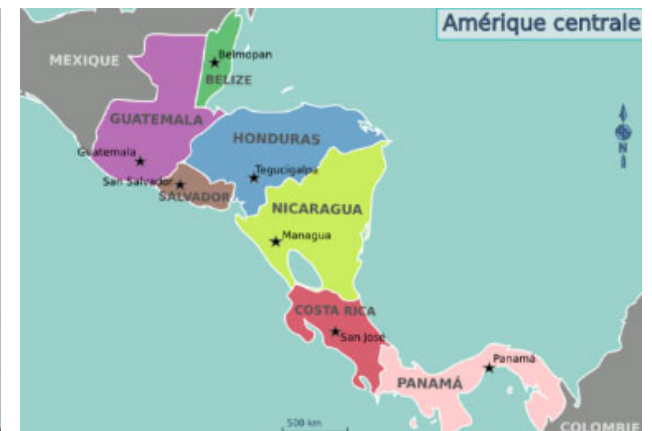 Amérique centrale
MEXIQUE
Belmopan
BELIZE
GUATEMALA
HONDURAS
Guatemala
San Salvador
SALVADOR
Tegucigalpa
NICARAGUA
Managua
N
COSTA RICA
San José
PANAMÁ
Panamá
500 km
COLOMBIE